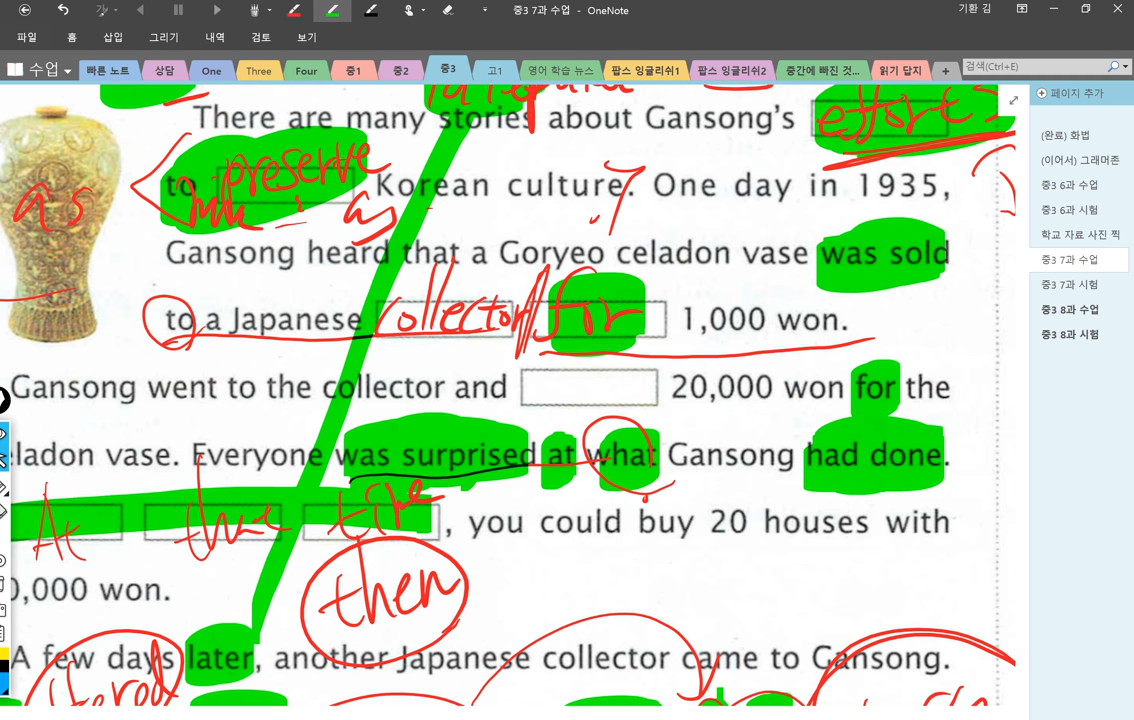 중3 7과 수업 - OneNote
기환 김
파일 홈 삽입 그리기 내역 검토 보기
수업 빠른 노트 상담 One Three Four 중1 중2 중3 고1 영어 학습 뉴스 팝스 잉글리쉬1 팝스 잉글리쉬2 중간에 빠진 것... 읽기 답지 + 검색(Ctrl+E)
페이지 추가
(완료) 화법
(이어서) 그래머존
중3 6과 수업
중3 6과 시험
학교 자료 사진 찍
중3 7과 수업
중3 7과 시험
중3 8과 수업
중3 8과 시험
There are many stories about Gansong's effort
to preserve Korean culture. One day in 1935,
as
as
Gansong heard that a Goryeo celadon vase was sold
to a Japanese collector for 1,000 won.
Gansong went to the collector and 20,000 won for the
eladon vase. Everyone was surprised at what Gansong had done.
At time, you could buy 20 houses with
then
0,000 won.
A few days later, another Japanese collector came to Gansong.